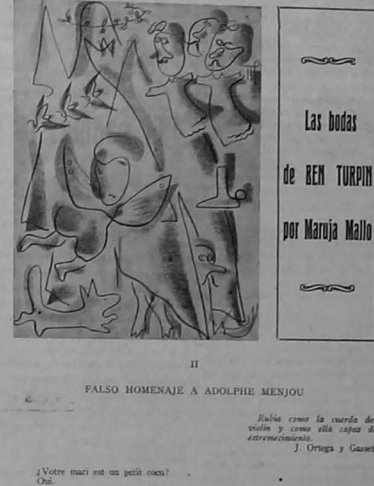 Las bodas
de BEN TURPIN
por Maruja Mallo
II
FALSO HOMENAJE A ADOLPHE MENJOU
Rubio como la cuerda de
violín y como ella capaz de
estremecimiento.
J. Ortega y Gasset
¿Votre mari est un petit cocu?
Oui.